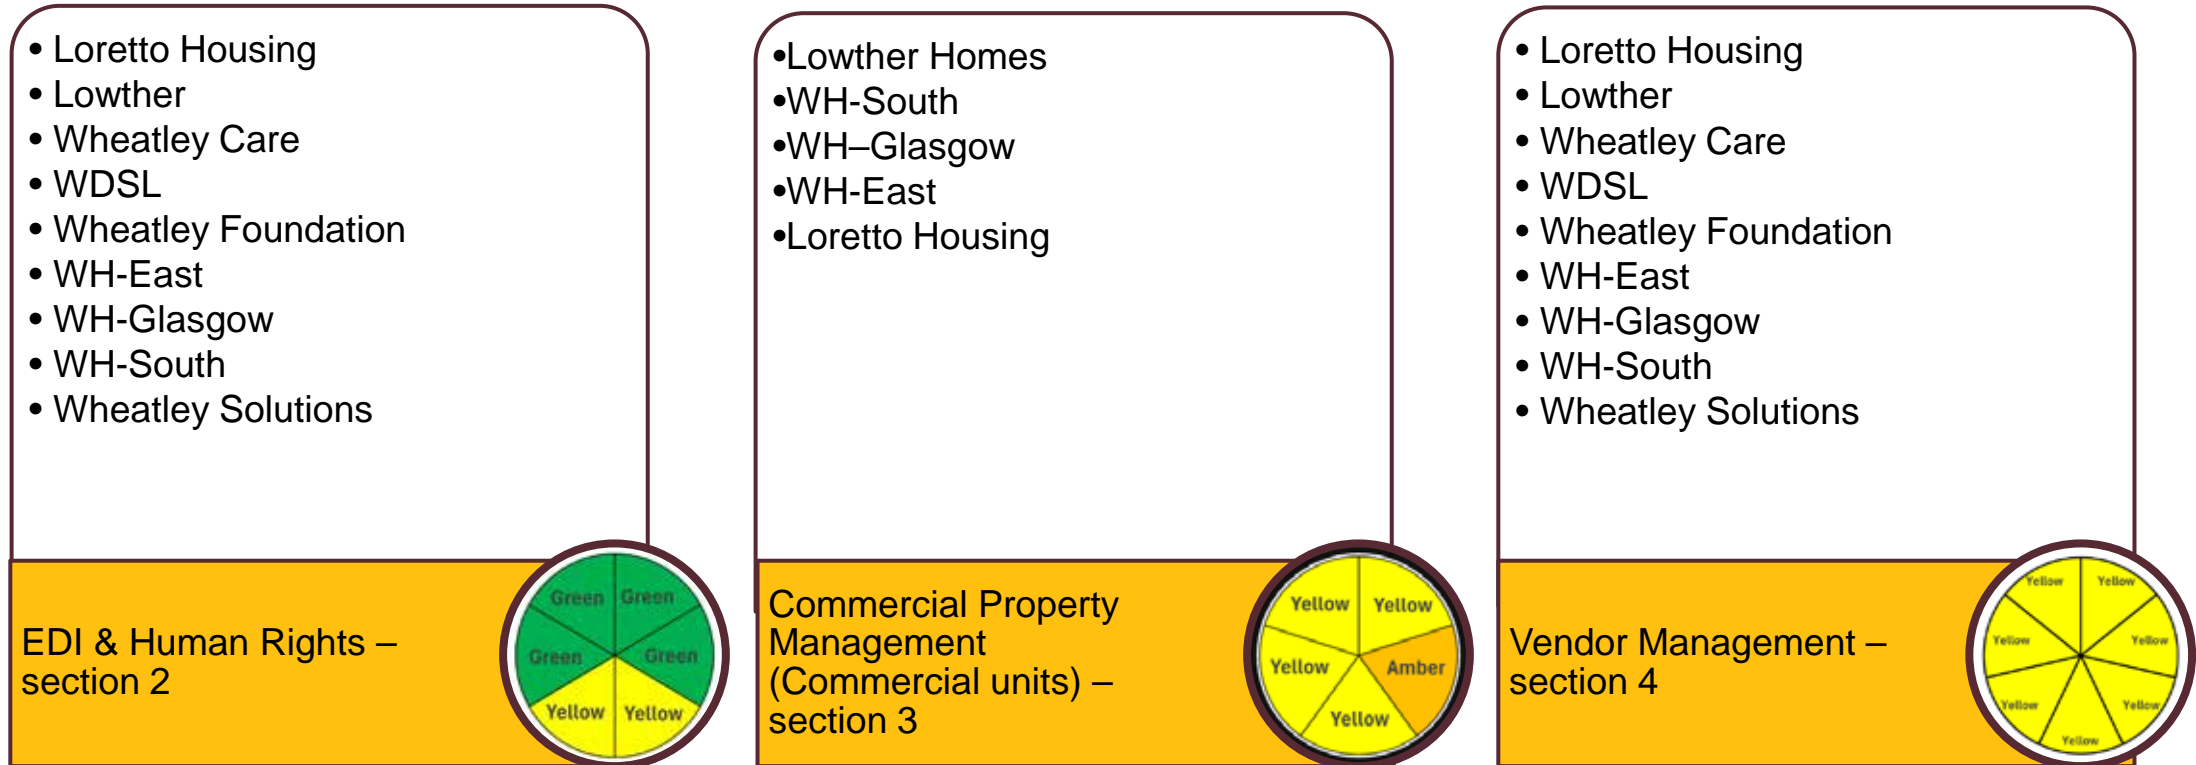 • Loretto Housing
• Lowther
• Wheatley Care
• WDSL
• Wheatley Foundation
• WH-East
• WH-Glasgow
• WH-South
• Wheatley Solutions
EDI & Human Rights –
section 2
Green Green
Green Green
Yellow Yellow
•Lowther Homes
•WH-South
•WH–Glasgow
•WH-East
•Loretto Housing
Commercial Property
Management
(Commercial units) –
section 3
Yellow Yellow
Yellow Amber
Yellow
• Loretto Housing
• Lowther
• Wheatley Care
• WDSL
• Wheatley Foundation
• WH-East
• WH-Glasgow
• WH-South
• Wheatley Solutions
Vendor Management –
section 4
Yellow Yellow
Yellow Yellow
Yellow Yellow
Yellow